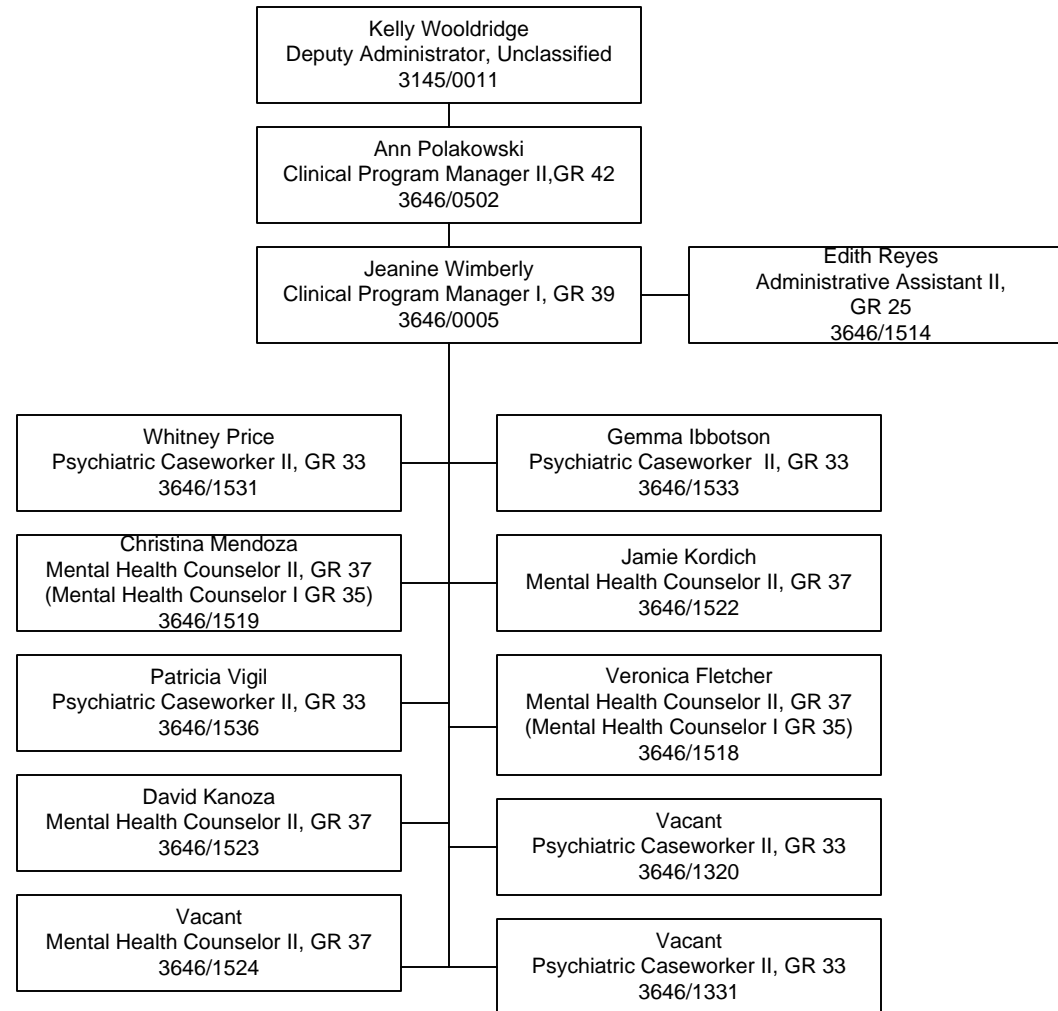 Kelly Wooldridge
Deputy Administrator, Unclassified
3145/0011
Ann Polakowski
Clinical Program Manager II,GR 42
3646/0502
Jeanine Wimberly
Clinical Program Manager I, GR 39
3646/0005
Edith Reyes
Administrative Assistant II,
GR 25
3646/1514
Whitney Price
Psychiatric Caseworker II, GR 33
3646/1531
Gemma Ibbotson
Psychiatric Caseworker  II, GR 33
3646/1533
Christina Mendoza
Mental Health Counselor II, GR 37
(Mental Health Counselor I GR 35)
3646/1519
Jamie Kordich
Mental Health Counselor II, GR 37
3646/1522
Patricia Vigil
Psychiatric Caseworker II, GR 33
3646/1536
Veronica Fletcher
Mental Health Counselor II, GR 37
(Mental Health Counselor I GR 35)
3646/1518
David Kanoza
Mental Health Counselor II, GR 37
3646/1523
Vacant
Psychiatric Caseworker II, GR 33
3646/1320
Vacant
Mental Health Counselor II, GR 37
3646/1524
Vacant
Psychiatric Caseworker II, GR 33
3646/1331